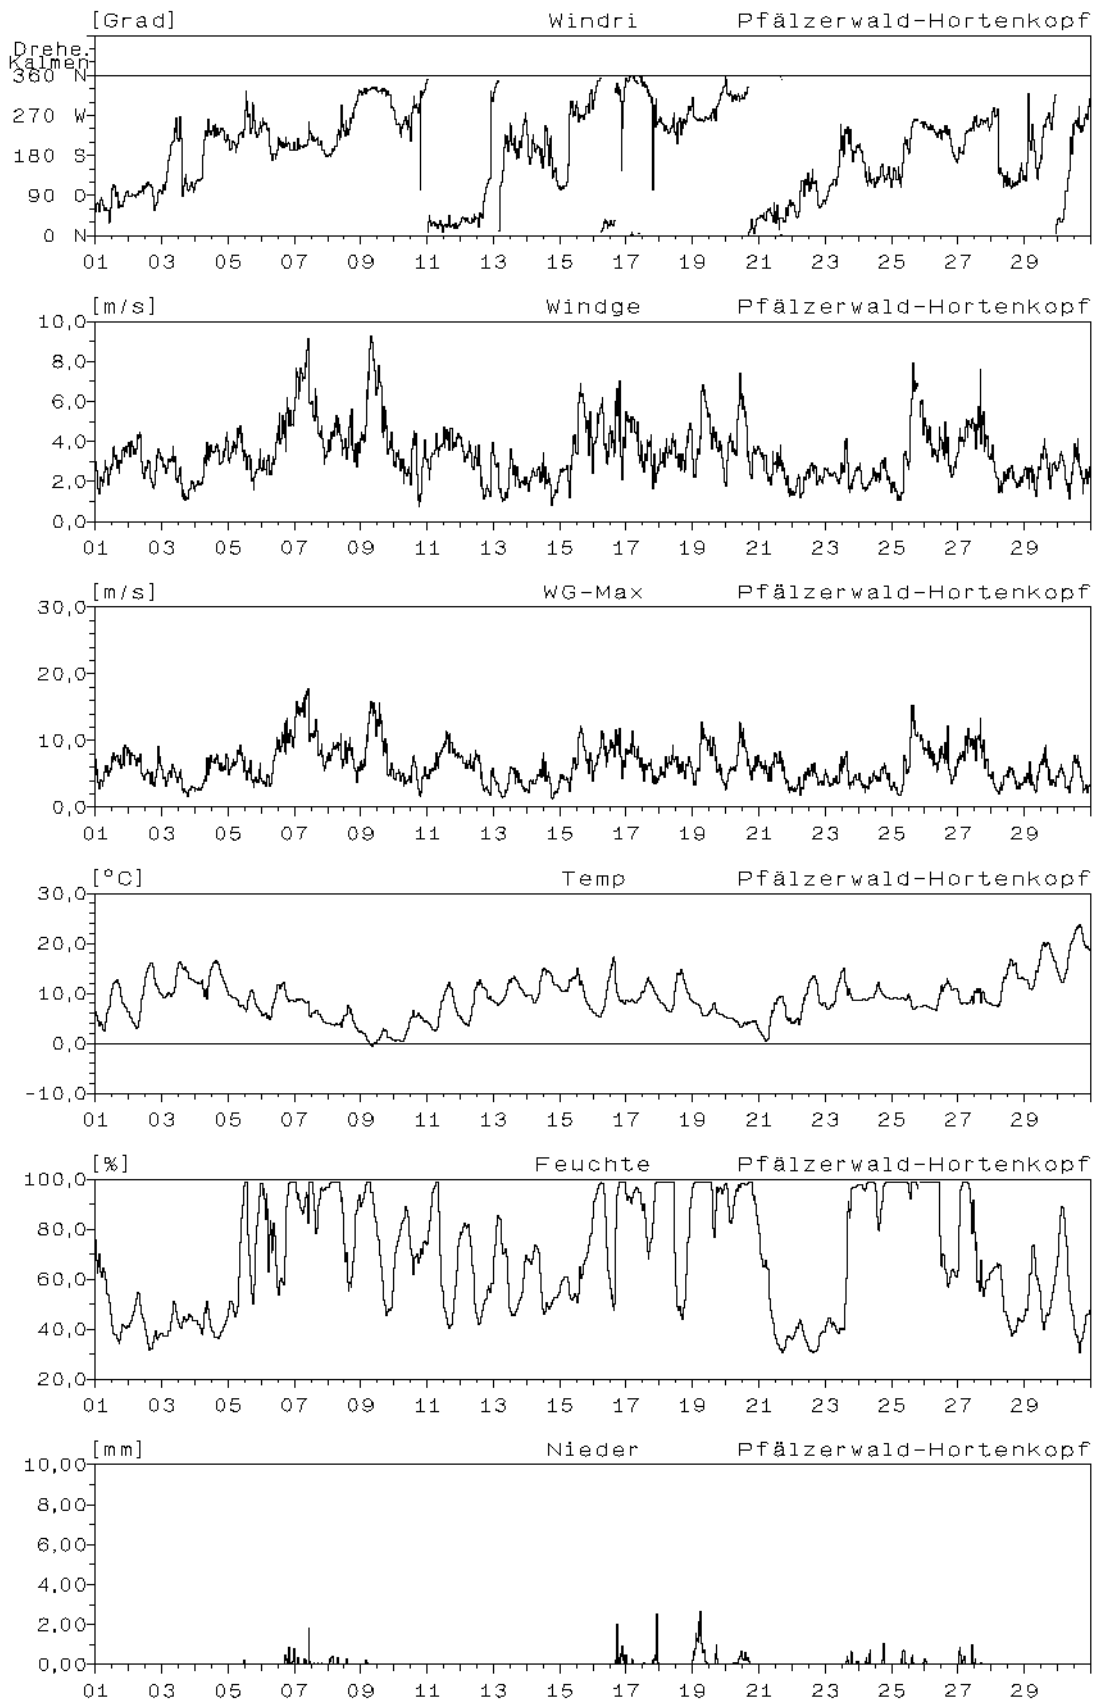 [Grad] Windri Pfälzerwald-Hortenkopf
Drehe.
Kalmen
360 N
270 W
180 S
90 O
0 N
01 03 05 07 09 11 13 15 17 19 21 23 25 27 29
[m/s] Windge Pfälzerwald-Hortenkopf
10,0
8,0
6,0
4,0
2,0
0,0
01 03 05 07 09 11 13 15 17 19 21 23 25 27 29
[m/s] WG-Max Pfälzerwald-Hortenkopf
30,0
20,0
10,0
0,0
01 03 05 07 09 11 13 15 17 19 21 23 25 27 29
[°C] Temp Pfälzerwald-Hortenkopf
30,0
20,0
10,0
0,0
-10,0
01 03 05 07 09 11 13 15 17 19 21 23 25 27 29
[%] Feuchte Pfälzerwald-Hortenkopf
100,0
80,0
60,0
40,0
20,0
01 03 05 07 09 11 13 15 17 19 21 23 25 27 29
[mm] Nieder Pfälzerwald-Hortenkopf
10,00
8,00
6,00
4,00
2,00
0,00
01 03 05 07 09 11 13 15 17 19 21 23 25 27 29